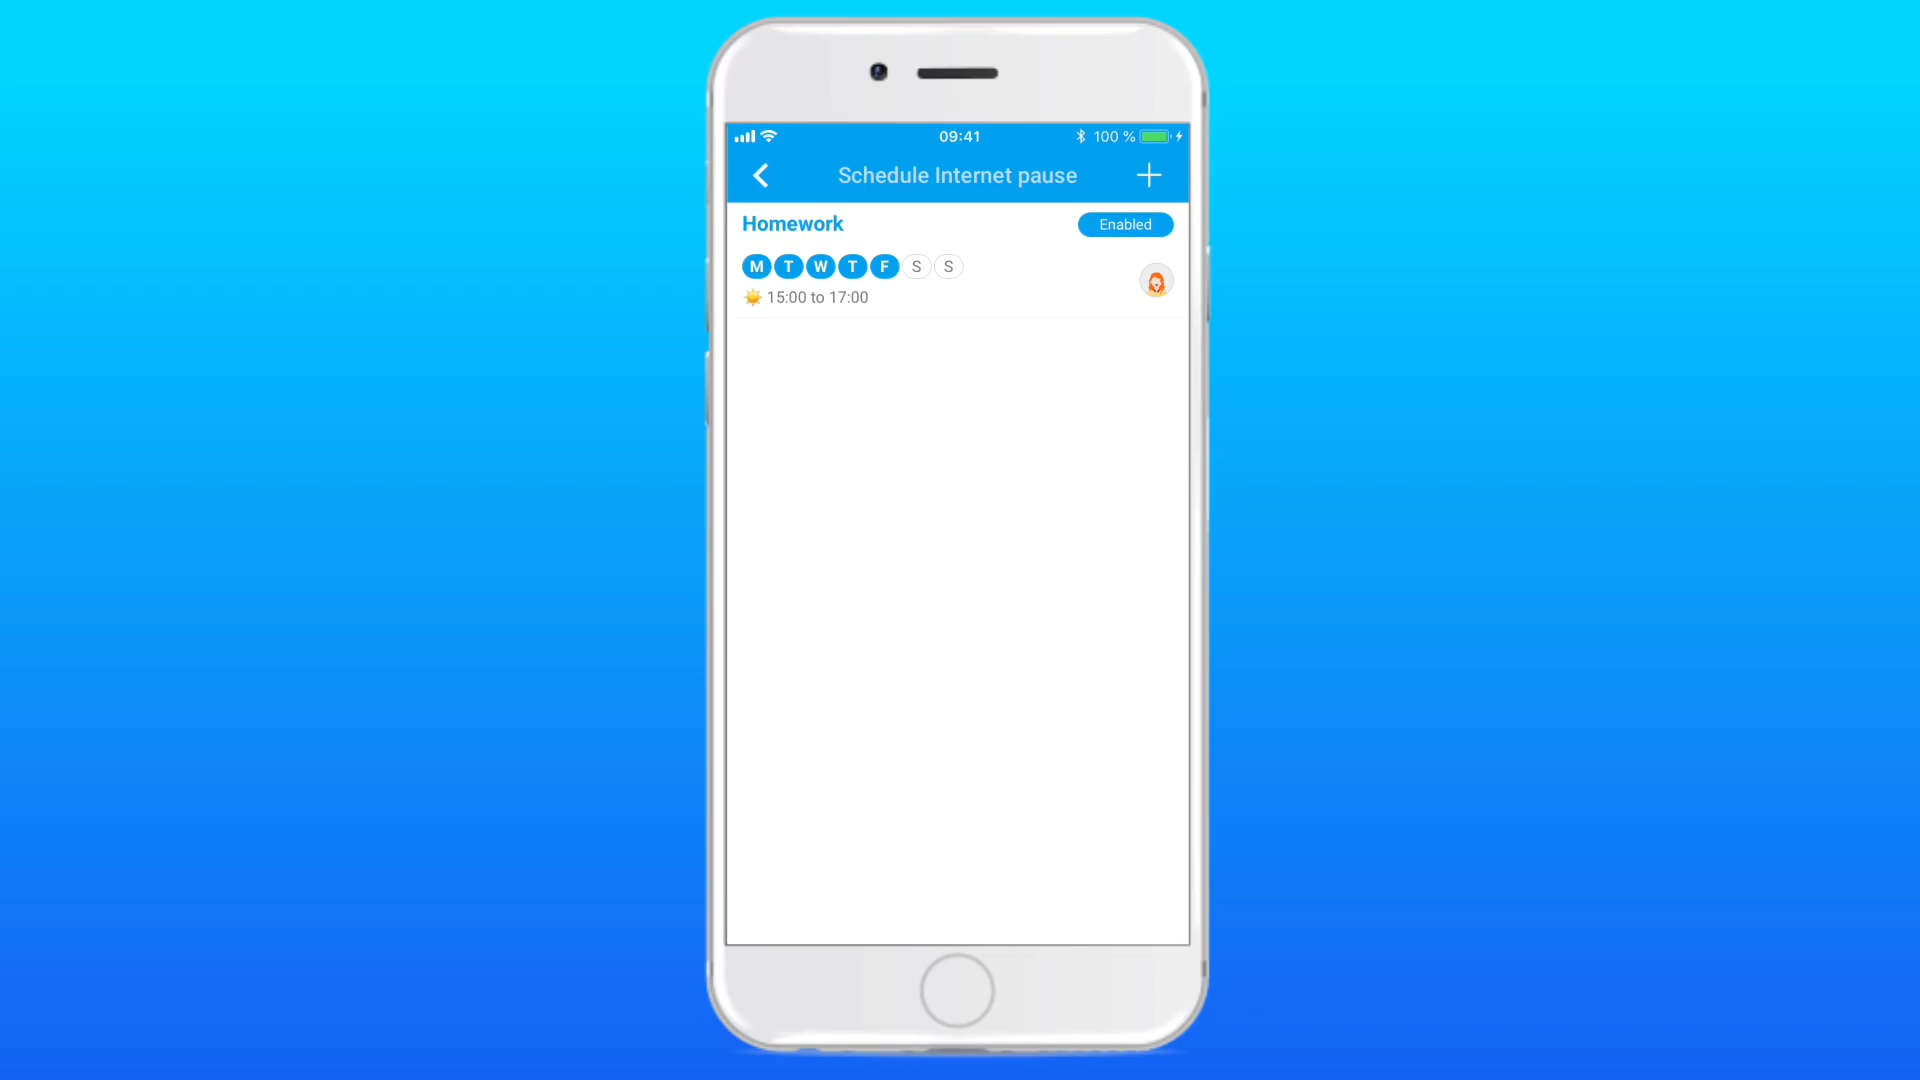 09:41
100 %
Schedule Internet pause
Homework
Enabled
M T W T F S S
15:00 to 17:00